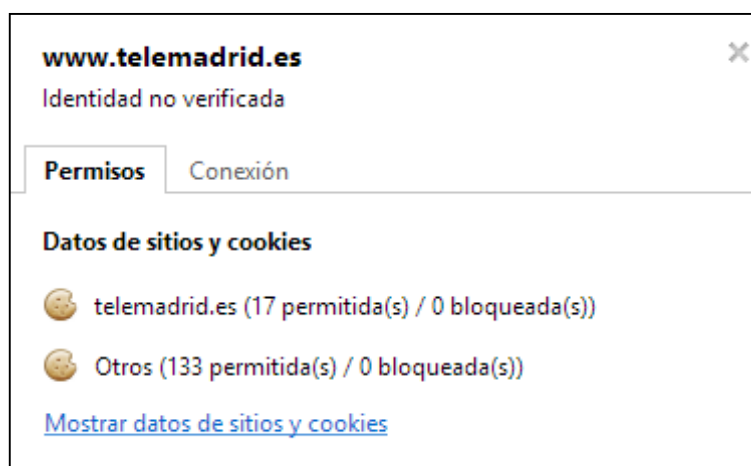 www.telemadrid.es
Identidad no verificada
Permisos Conexión
Datos de sitios y cookies
telemadrid.es (17 permitida(s) / 0 bloqueada(s))
Otros (133 permitida(s) / 0 bloqueada(s))
Mostrar datos de sitios y cookies